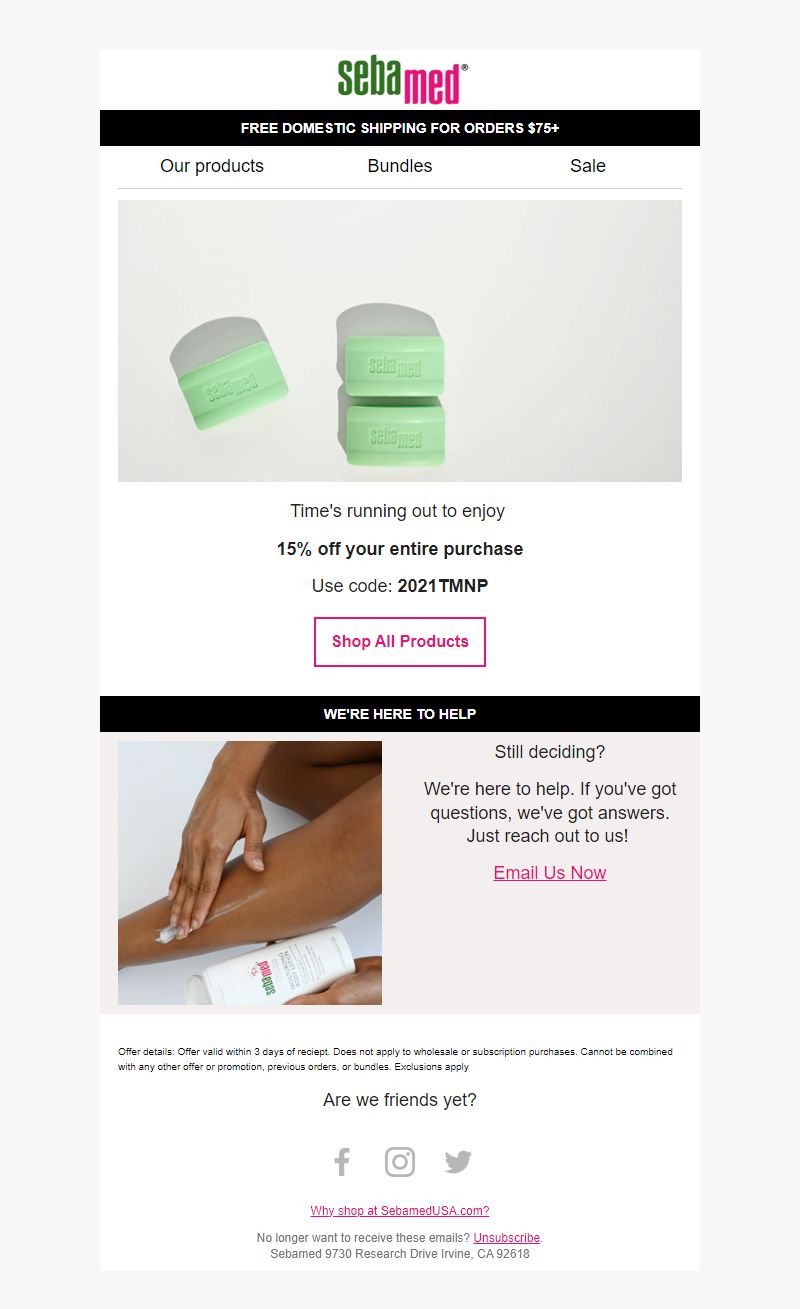 sebamed®
FREE DOMESTIC SHIPPING FOR ORDERS $75+
Our products Bundles Sale
sebamed
sebamed
sebamed
Time's running out to enjoy
15% off your entire purchase
Use code: 2021TMNP
Shop All Products
WE'RE HERE TO HELP
Still deciding?
We're here to help. If you've got
questions, we've got answers.
Just reach out to us!
Email Us Now
sebamed
MOISTURIZING
BODY LOTION
Offer details: Offer valid within 3 days of reciept. Does not apply to wholesale or subscription purchases. Cannot be combined
with any other offer or promotion, previous orders, or bundles. Exclusions apply
Are we friends yet?
Why shop at SebamedUSA.com?
No longer want to receive these emails? Unsubscribe.
Sebamed 9730 Research Drive Irvine, CA 92618